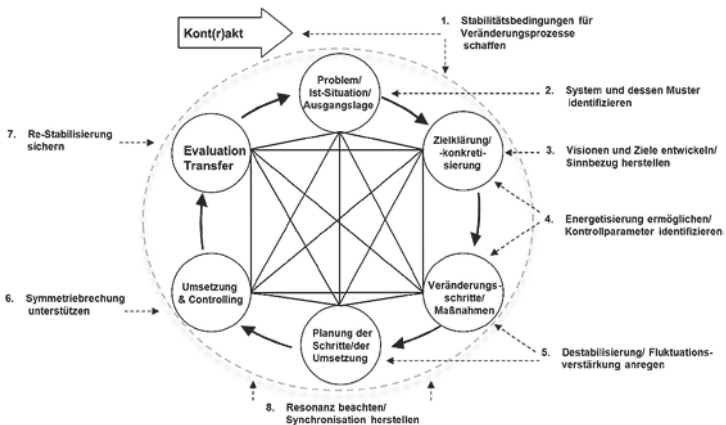 Kont(r)akt
1. Stabilitätsbedingungen für
Veränderungsprozesse
schaffen
Problem/
Ist-Situation/
Ausgangslage
2. System und dessen Muster
identifizieren
7. Re-Stabilisierung
sichern
Evaluation
Transfer
Zielklärung/
-konkreti-
sierung
3. Visionen und Ziele entwickeln/
Sinnbezug herstellen
4. Energetisierung ermöglichen/
Kontrollparameter identifizieren
6. Symmetriebrechung
unterstützen
Umsetzung
& Controlling
Veränderungs-
schritte/
Maßnahmen
Planung der
Schritte/der
Umsetzung
5. Destabilisierung/ Fluktuations-
verstärkung anregen
8. Resonanz beachten/
Synchronisation herstellen